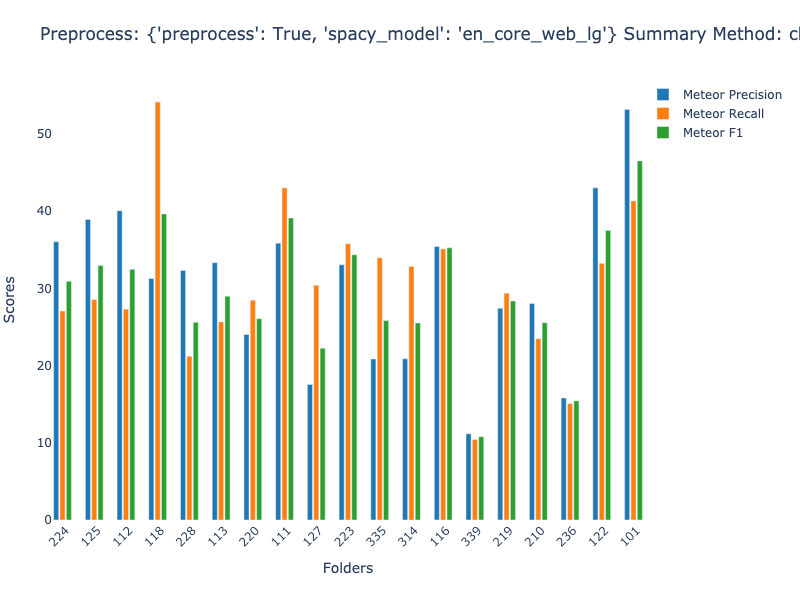 Preprocess: {'preprocess': True, 'spacy_model': 'en_core_web_lg'} Summary Method:
Meteor Precision
Meteor Recall
Meteor F1
Scores
50
40
30
20
10
0
224 125 112 118 228 113 220 111 127 223 335 314 116 339 219 210 236 122 101
Folders